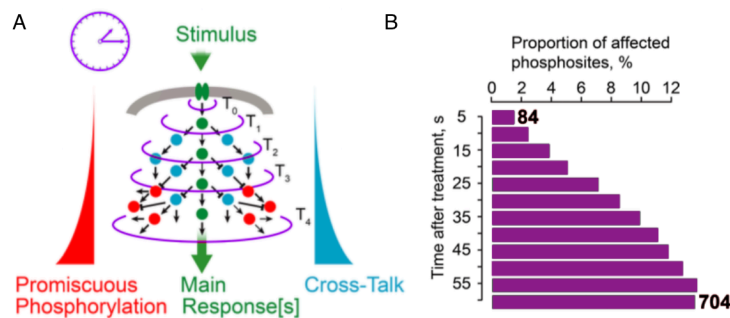 A
Stimulus
T0
T1
T2
T3
T4
Promiscuous
Phosphorylation
Main
Response[s]
Cross-Talk
B
Proportion of affected
phosphosites, %
0 2 4 6 8 10 12
Time after treatment, s
5
15
25
35
45
55
84
704